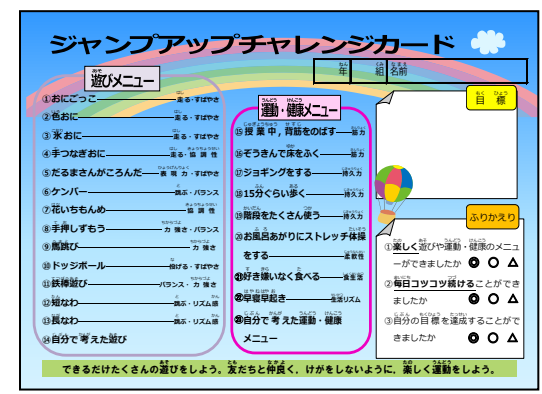 ジャンプアップチャレンジカード
年 組 名前
遊びメニュー
①おにごっこ 走る・すばやさ
②色おに 走る・すばやさ
③氷おに 走る・すばやさ
④手つなぎおに 走る・協調性
⑤だるまさんがころんだ 表現力・すばやさ
⑥ケンパー 跳ぶ・バランス
⑦花いちもんめ 協調性
⑧手押しずもう 力強さ・バランス
⑨馬跳び 力強さ
⑩ドッジボール 投げる・すばやさ
⑪鉄棒遊び バランス・力強さ
⑫短なわ 跳ぶ・リズム感
⑬長なわ 跳ぶ・リズム感
⑭自分で考えた遊び
運動・健康メニュー
⑮授業中，背筋をのばす 筋力
⑯ぞうきんで床をふく 筋力
⑰ジョギングをする 持久力
⑱15分ぐらい歩く 持久力
⑲階段をたくさん使う 持久力
⑳お風呂あがりにストレッチ体操
をする 柔軟性
㉑好き嫌いなく食べる 食生活
㉒早寝早起き 生活リズム
㉓自分で考えた運動・健康
メニュー
目標
ふりかえり
①楽しく遊びや運動・健康のメニュ
ーができましたか ◎ ○ △
②毎日コツコツ続けることができ
ましたか ◎ ○ △
③自分の目標を達成することがで
きましたか ◎ ○ △
できるだけたくさんの遊びをしよう。友だちと仲良く，けがをしないように，楽しく運動をしよう。